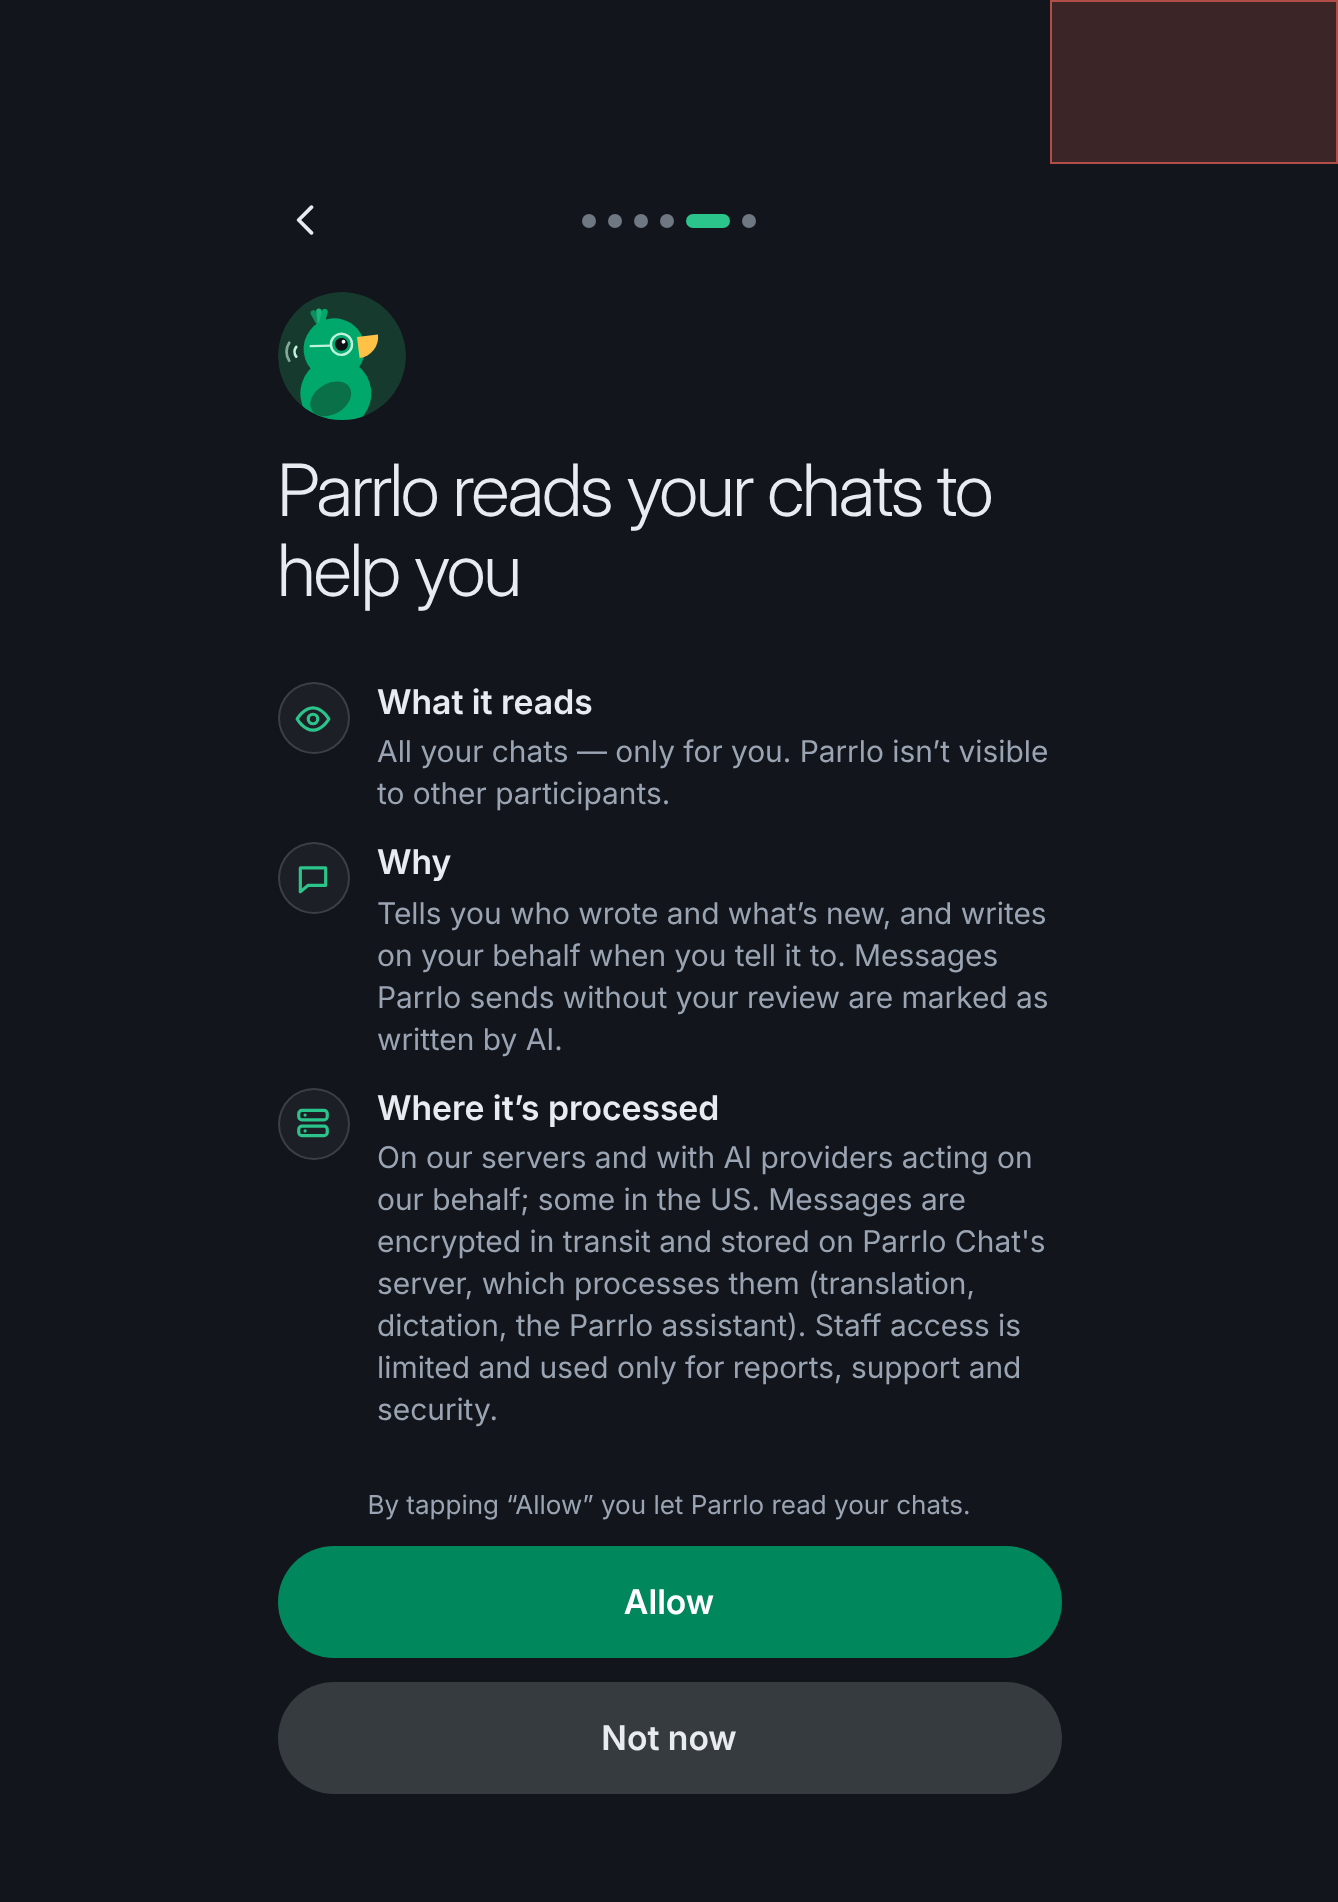 Parrlo reads your chats to
help you
What it reads
All your chats — only for you. Parrlo isn’t visible
to other participants.
Why
Tells you who wrote and what’s new, and writes
on your behalf when you tell it to. Messages
Parrlo sends without your review are marked as
written by AI.
Where it’s processed
On our servers and with AI providers acting on
our behalf; some in the US. Messages are
encrypted in transit and stored on Parrlo Chat's
server, which processes them (translation,
dictation, the Parrlo assistant). Staff access is
limited and used only for reports, support and
security.
By tapping “Allow” you let Parrlo read your chats.
Allow
Not now